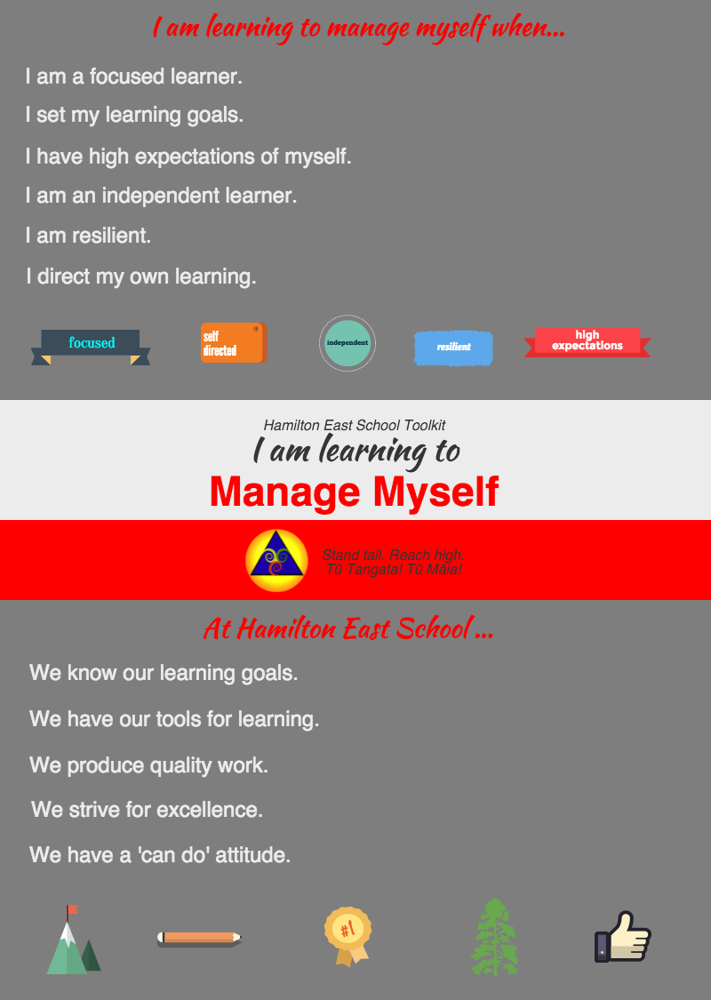 I am learning to manage myself when...
I am a focused learner.
I set my learning goals.
I have high expectations of myself.
I am an independent learner.
I am resilient.
I direct my own learning.
focused
self
directed
independent
resilient
high
expectations
Hamilton East School Toolkit
I am learning to
Manage Myself
Stand tall. Reach high.
Tū Tangata! Tū Māia!
At Hamilton East School ...
We know our learning goals.
We have our tools for learning.
We produce quality work.
We strive for excellence.
We have a 'can do' attitude.
#1